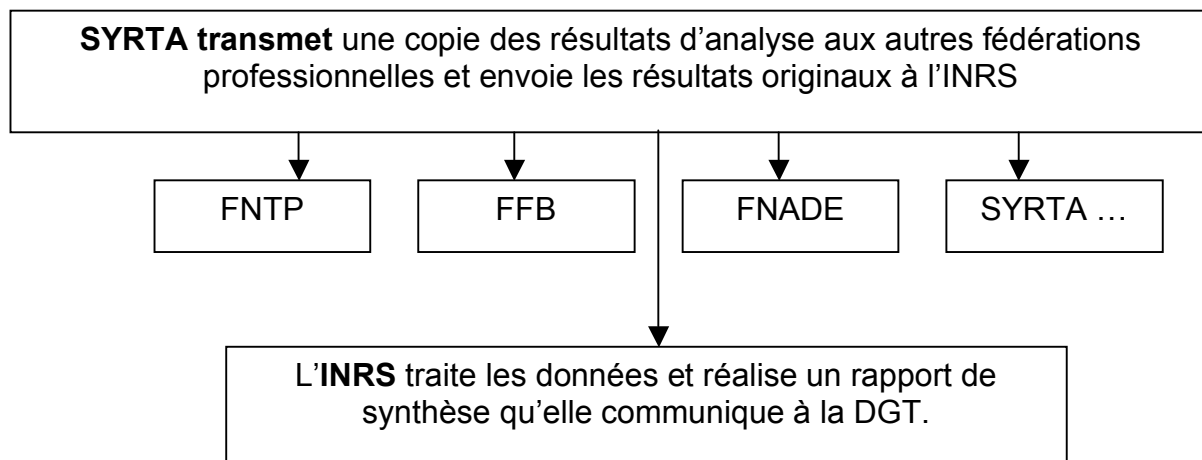 SYRTA transmet une copie des résultats d’analyse aux autres fédérations
professionnelles et envoie les résultats originaux à l’INRS
FNTP
FFB
FNADE
SYRTA …
L’INRS traite les données et réalise un rapport de
synthèse qu’elle communique à la DGT.